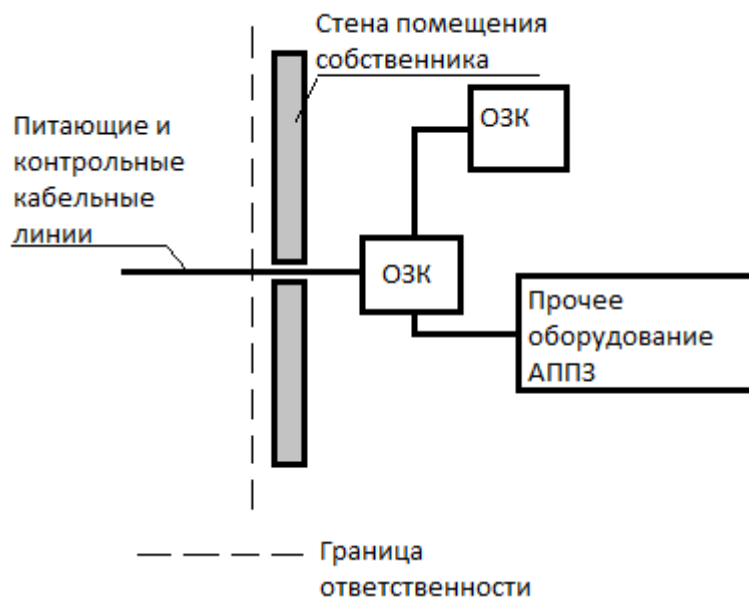 Стена помещения
собственника
ОЗК
Питающие и
контрольные
кабельные
линии
ОЗК
Прочее
оборудование
АППЗ
Граница
ответственности